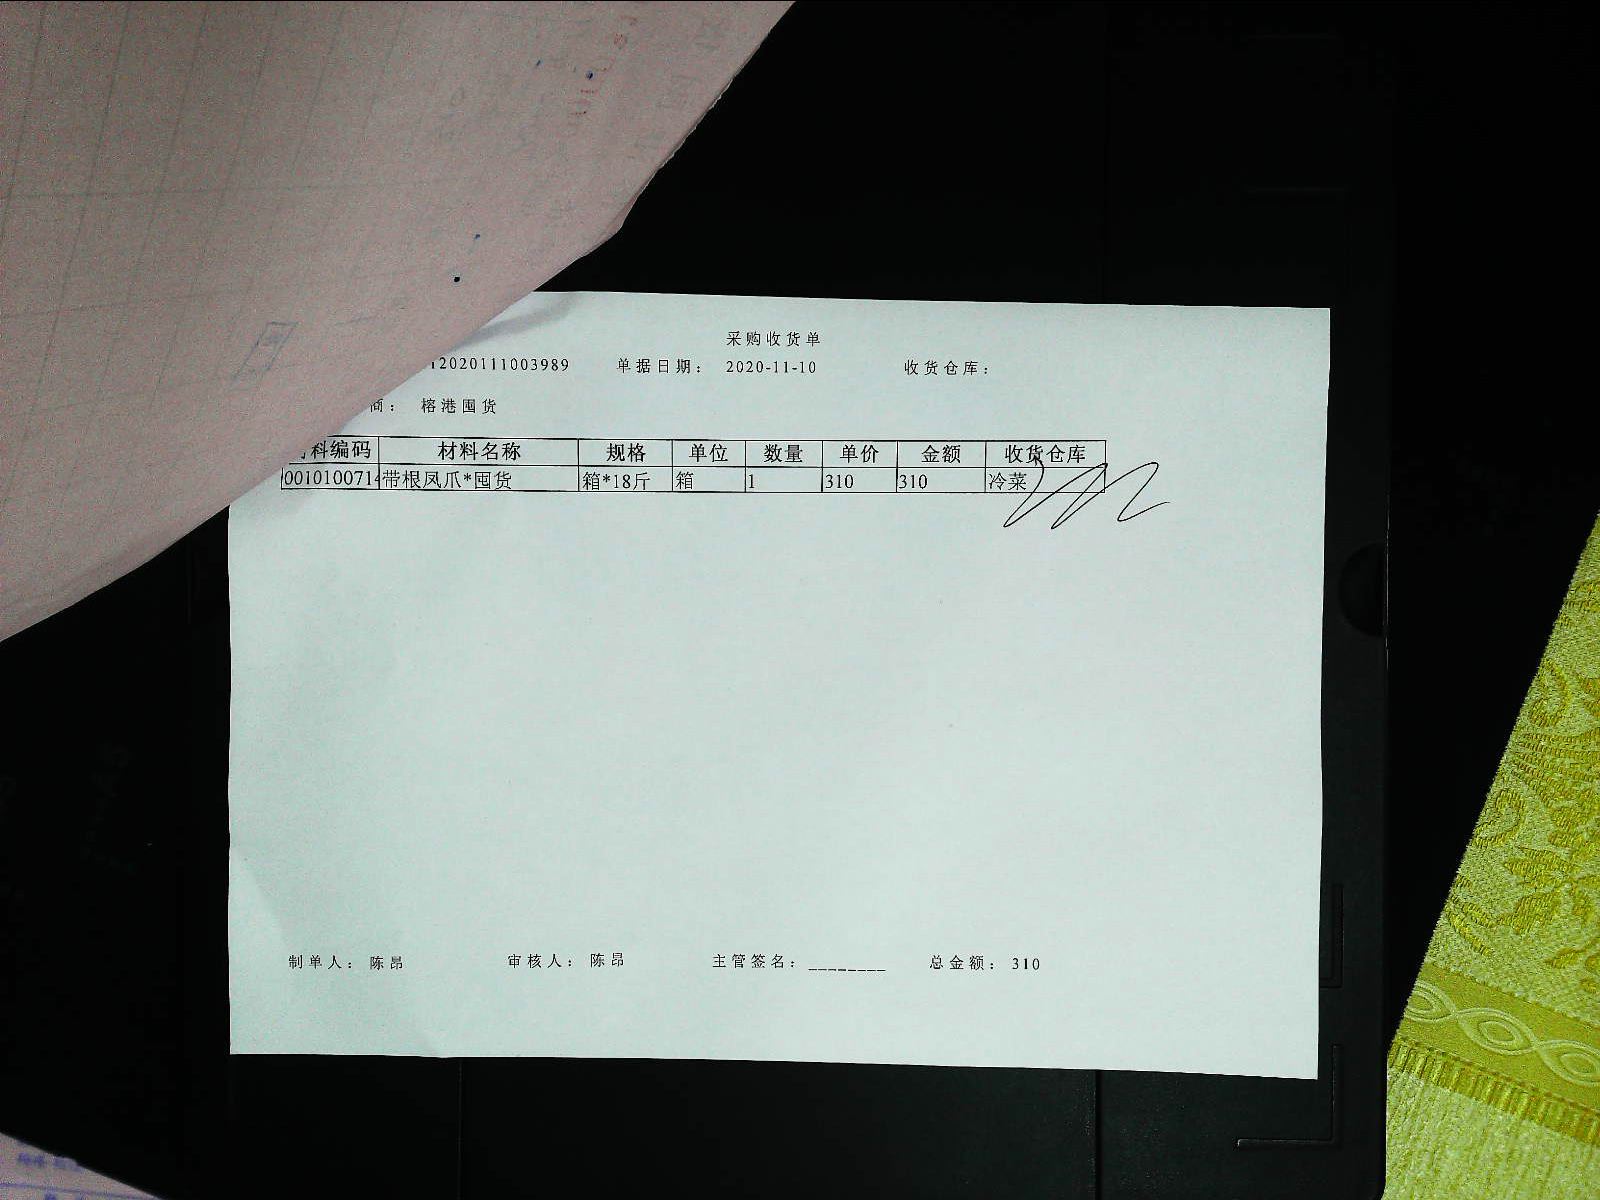 采购收货单
12020111003989 单据日期： 2020-11-10 收货仓库：
商： 榕港囤货
料编码 材料名称 规格 单位 数量 单价 金额 收货仓库
001010071 带根凤爪*囤货 箱*18斤 箱 1 310 310 冷菜
制单人： 陈昂 审核人： 陈昂 主管签名： ________ 总金额： 310